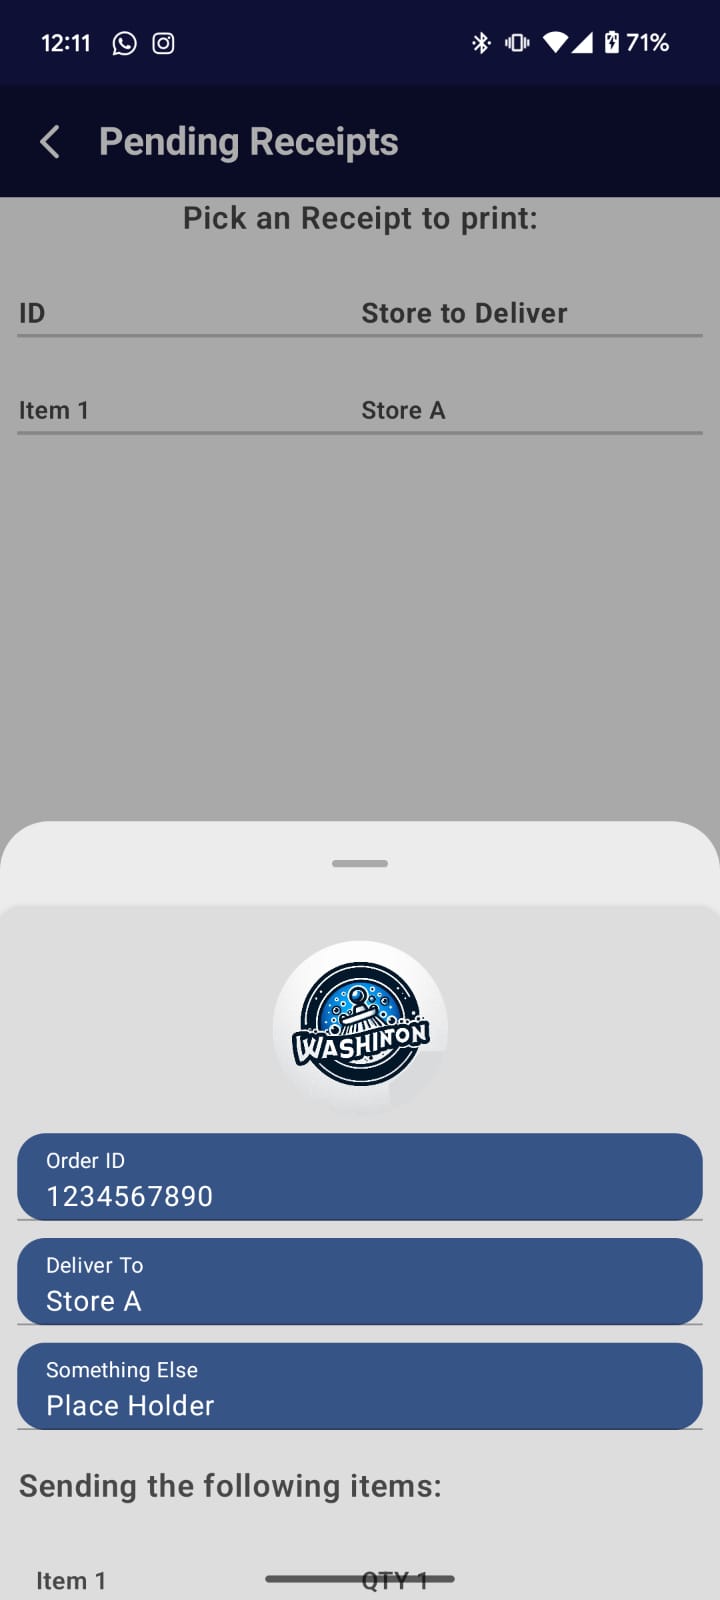 12:11 71%
Pending Receipts
Pick an Receipt to print:
ID Store to Deliver
Item 1 Store A
WASHINTON
Order ID
1234567890
Deliver To
Store A
Something Else
Place Holder
Sending the following items:
Item 1 QTY 1